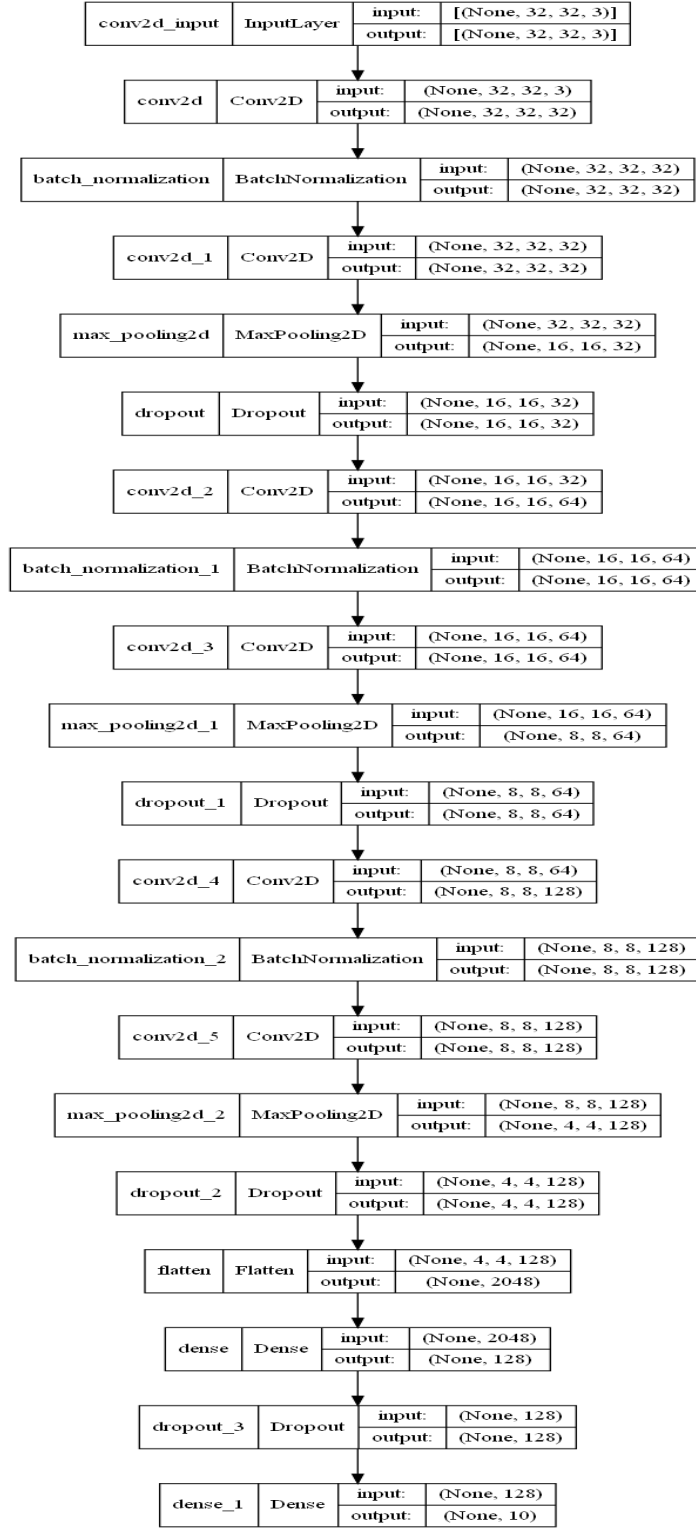 conv2d_input InputLayer input: [(None, 32, 32, 3)]
output: [(None, 32, 32, 3)]
conv2d Conv2D input: (None, 32, 32, 3)
output: (None, 32, 32, 32)
batch_normalization BatchNormalization input: (None, 32, 32, 32)
output: (None, 32, 32, 32)
conv2d_1 Conv2D input: (None, 32, 32, 32)
output: (None, 32, 32, 32)
max_pooling2d MaxPooling2D input: (None, 32, 32, 32)
output: (None, 16, 16, 32)
dropout Dropout input: (None, 16, 16, 32)
output: (None, 16, 16, 32)
conv2d_2 Conv2D input: (None, 16, 16, 32)
output: (None, 16, 16, 64)
batch_normalization_1 BatchNormalization input: (None, 16, 16, 64)
output: (None, 16, 16, 64)
conv2d_3 Conv2D input: (None, 16, 16, 64)
output: (None, 16, 16, 64)
max_pooling2d_1 MaxPooling2D input: (None, 16, 16, 64)
output: (None, 8, 8, 64)
dropout_1 Dropout input: (None, 8, 8, 64)
output: (None, 8, 8, 64)
conv2d_4 Conv2D input: (None, 8, 8, 64)
output: (None, 8, 8, 128)
batch_normalization_2 BatchNormalization input: (None, 8, 8, 128)
output: (None, 8, 8, 128)
conv2d_5 Conv2D input: (None, 8, 8, 128)
output: (None, 8, 8, 128)
max_pooling2d_2 MaxPooling2D input: (None, 8, 8, 128)
output: (None, 4, 4, 128)
dropout_2 Dropout input: (None, 4, 4, 128)
output: (None, 4, 4, 128)
flatten Flatten input: (None, 4, 4, 128)
output: (None, 2048)
dense Dense input: (None, 2048)
output: (None, 128)
dropout_3 Dropout input: (None, 128)
output: (None, 128)
dense_1 Dense input: (None, 128)
output: (None, 10)